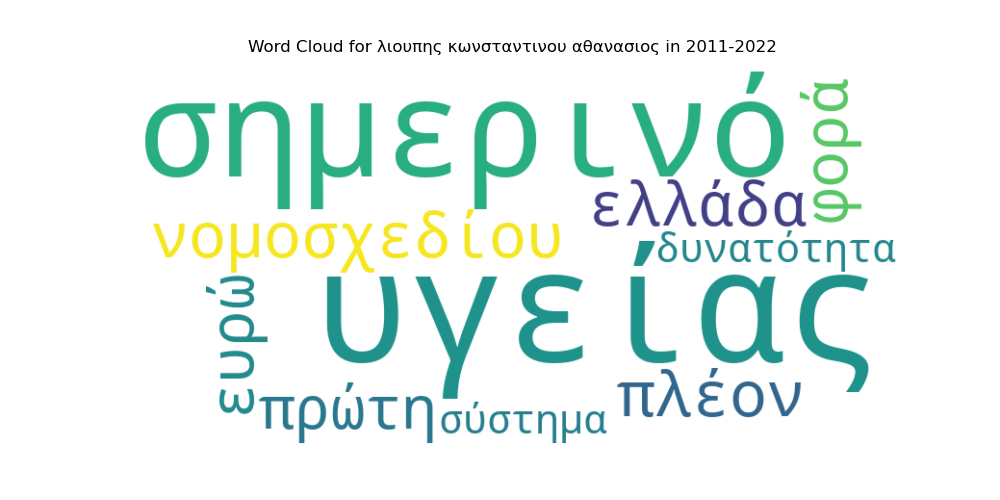 Word Cloud for λιουπης κωνσταντινου αθανασιος in 2011-2022
σημερινό
φορά
ελλάδα
νομοσχεδίου
δυνατότητα
υγείας
ευρώ
πλέον
πρώτη
σύστημα